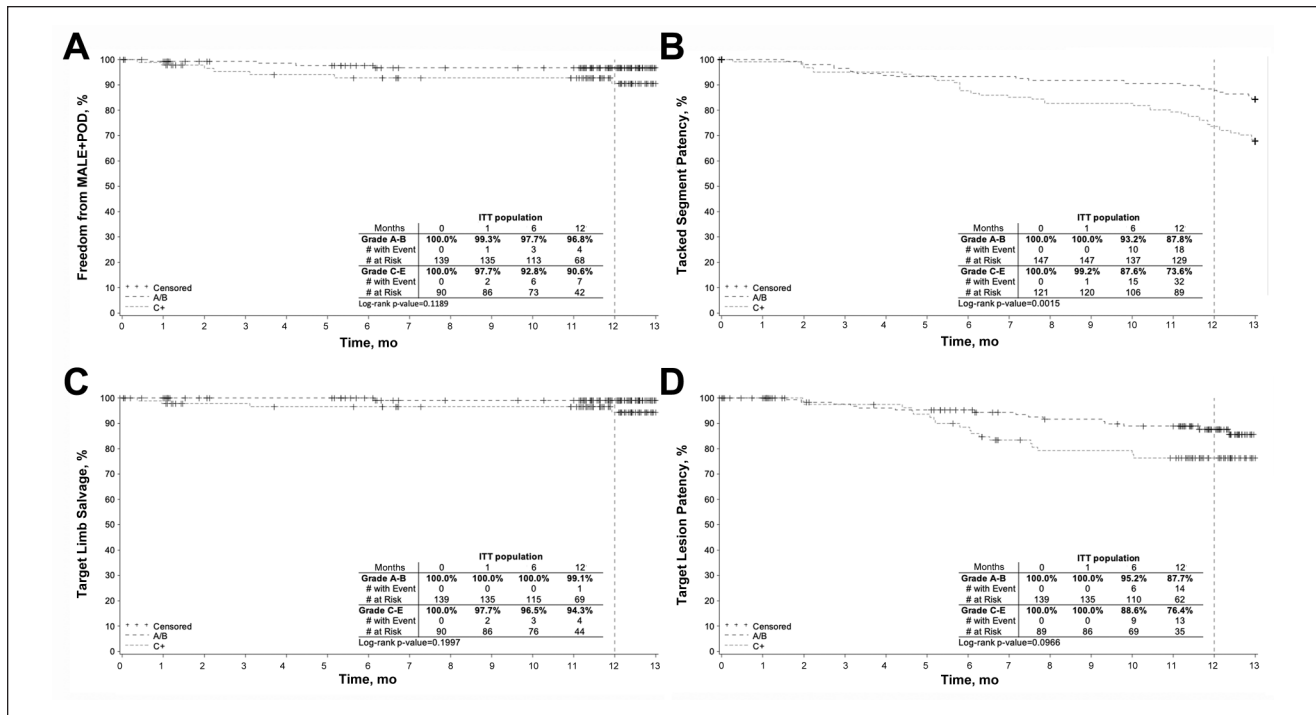 A
Freedom from MALE+POD, %
100
90
80
70
60
50
40
30
20
10
0
ITT population
Months 0 1 6 12
Grade A-B 100.0% 99.3% 97.7% 96.8%
# with Event 0 1 3 4
# at Risk 139 135 113 68
Grade C-E 100.0% 97.7% 92.8% 90.6%
# with Event 0 2 6 7
# at Risk 90 86 73 42
Log-rank p-value=0.1189
+ + + Censored
A/B
C+
0 1 2 3 4 5 6 7 8 9 10 11 12 13
Time, mo
B
Tacked Segment Patency, %
100
90
80
70
60
50
40
30
20
10
0
ITT population
Months 0 1 6 12
Grade A-B 100.0% 100.0% 93.2% 87.8%
# with Event 0 0 10 18
# at Risk 147 147 137 129
Grade C-E 100.0% 99.2% 87.6% 73.6%
# with Event 0 1 15 32
# at Risk 121 120 106 89
Log-rank p-value=0.0015
+ + + Censored
A/B
C+
0 1 2 3 4 5 6 7 8 9 10 11 12 13
Time, mo
C
Target Limb Salvage, %
100
90
80
70
60
50
40
30
20
10
0
ITT population
Months 0 1 6 12
Grade A-B 100.0% 100.0% 100.0% 99.1%
# with Event 0 0 0 1
# at Risk 139 135 115 69
Grade C-E 100.0% 97.7% 96.5% 94.3%
# with Event 0 2 3 4
# at Risk 90 86 76 44
Log-rank p-value=0.1997
+ + + Censored
A/B
C+
0 1 2 3 4 5 6 7 8 9 10 11 12 13
Time, mo
D
Target Lesion Patency, %
100
90
80
70
60
50
40
30
20
10
0
ITT population
Months 0 1 6 12
Grade A-B 100.0% 100.0% 95.2% 87.7%
# with Event 0 0 6 14
# at Risk 139 135 110 62
Grade C-E 100.0% 100.0% 88.6% 76.4%
# with Event 0 0 9 13
# at Risk 89 86 69 35
Log-rank p-value=0.0966
+ + + Censored
A/B
C+
0 1 2 3 4 5 6 7 8 9 10 11 12 13
Time, mo